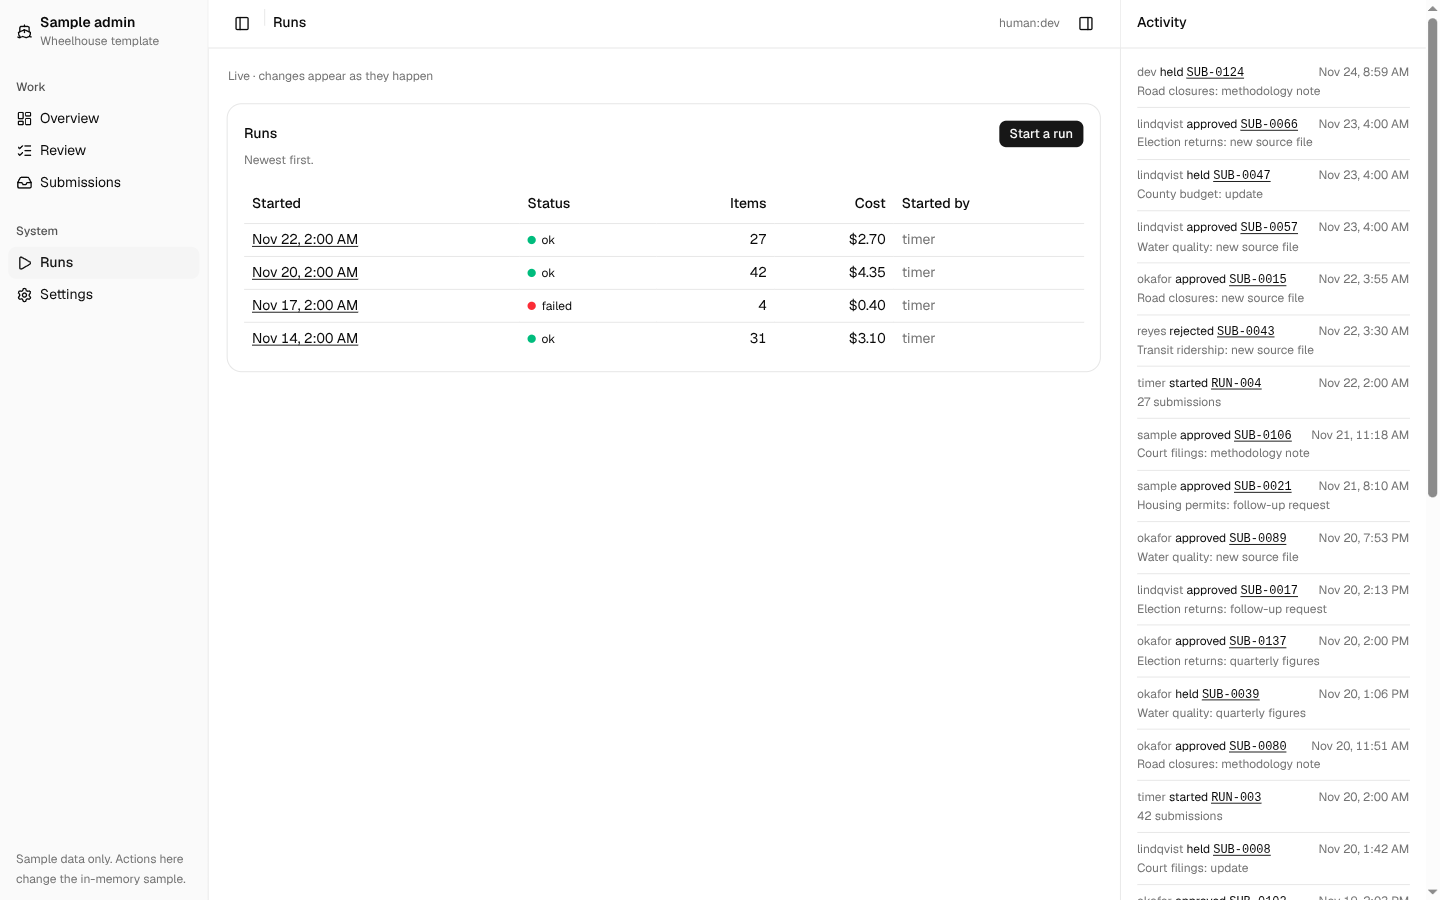 Sample admin
Wheelhouse template
Work
Overview
Review
Submissions
System
Runs
Settings
Sample data only. Actions here
change the in-memory sample.
Runs
human:dev
Live · changes appear as they happen
Runs
Start a run
Newest first.
Started Status Items Cost Started by
Nov 22, 2:00 AM ok 27 $2.70 timer
Nov 20, 2:00 AM ok 42 $4.35 timer
Nov 17, 2:00 AM failed 4 $0.40 timer
Nov 14, 2:00 AM ok 31 $3.10 timer
Activity
dev held SUB-0124 Nov 24, 8:59 AM
Road closures: methodology note
lindqvist approved SUB-0066 Nov 23, 4:00 AM
Election returns: new source file
lindqvist held SUB-0047 Nov 23, 4:00 AM
County budget: update
lindqvist approved SUB-0057 Nov 23, 4:00 AM
Water quality: new source file
okafor approved SUB-0015 Nov 22, 3:55 AM
Road closures: new source file
reyes rejected SUB-0043 Nov 22, 3:30 AM
Transit ridership: new source file
timer started RUN-004 Nov 22, 2:00 AM
27 submissions
sample approved SUB-0106 Nov 21, 11:18 AM
Court filings: methodology note
sample approved SUB-0021 Nov 21, 8:10 AM
Housing permits: follow-up request
okafor approved SUB-0089 Nov 20, 7:53 PM
Water quality: new source file
lindqvist approved SUB-0017 Nov 20, 2:13 PM
Election returns: follow-up request
okafor approved SUB-0137 Nov 20, 2:00 PM
Election returns: quarterly figures
okafor held SUB-0039 Nov 20, 1:06 PM
Water quality: quarterly figures
okafor approved SUB-0080 Nov 20, 11:51 AM
Road closures: methodology note
timer started RUN-003 Nov 20, 2:00 AM
42 submissions
lindqvist held SUB-0008 Nov 20, 1:42 AM
Court filings: update